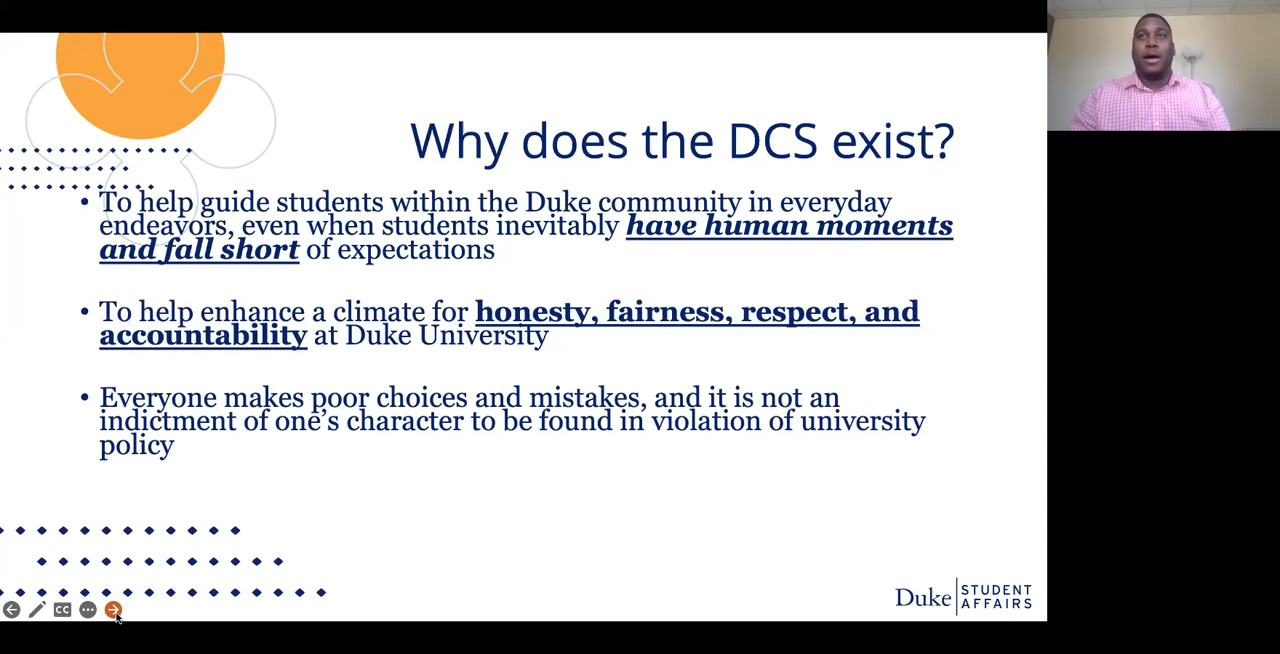 Why does the DCS exist?
• To help guide students within the Duke community in everyday
endeavors, even when students inevitably have human moments
and fall short of expectations
• To help enhance a climate for honesty, fairness, respect, and
accountability at Duke University
• Everyone makes poor choices and mistakes, and it is not an
indictment of one's character to be found in violation of university
policy
CC
Duke STUDENT
AFFAIRS